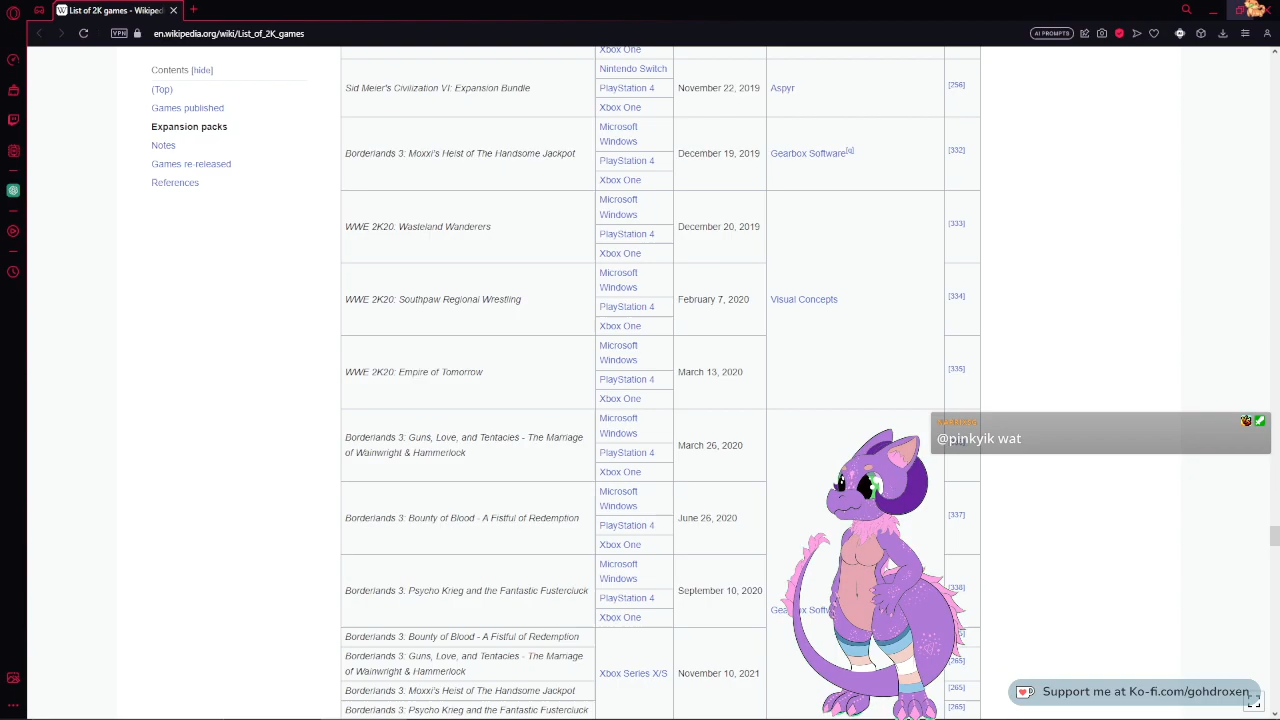 List of 2K games - Wikiped
VPN
en.wikipedia.org/wiki/List_of_2K_games
AI PROMPTS
Contents [hide]
(Top)
Games published
Expansion packs
Notes
Games re-released
References
Xbox One
Sid Meier's Civilization VI: Expansion Bundle
Nintendo Switch
PlayStation 4
Xbox One
November 22, 2019
Aspyr
[256]
Borderlands 3: Moxxi's Heist of The Handsome Jackpot
Microsoft
Windows
PlayStation 4
Xbox One
December 19, 2019
Gearbox Software[q]
[332]
WWE 2K20: Wasteland Wanderers
Microsoft
Windows
PlayStation 4
Xbox One
December 20, 2019
[333]
WWE 2K20: Southpaw Regional Wrestling
Microsoft
Windows
PlayStation 4
Xbox One
February 7, 2020
Visual Concepts
[334]
WWE 2K20: Empire of Tomorrow
Microsoft
Windows
PlayStation 4
Xbox One
March 13, 2020
[335]
Borderlands 3: Guns, Love, and Tentacles - The Marriage
of Wainwright & Hammerlock
Microsoft
Windows
PlayStation 4
Xbox One
March 26, 2020
@pinkyik wat
Borderlands 3: Bounty of Blood - A Fistful of Redemption
Microsoft
Windows
PlayStation 4
Xbox One
June 26, 2020
[337]
Borderlands 3: Psycho Krieg and the Fantastic Fustercluck
Microsoft
Windows
PlayStation 4
Xbox One
September 10, 2020
[338]
Borderlands 3: Bounty of Blood - A Fistful of Redemption
Borderlands 3: Guns, Love, and Tentacles - The Marriage
of Wainwright & Hammerlock
Borderlands 3: Moxxi's Heist of The Handsome Jackpot
Borderlands 3: Psycho Krieg and the Fantastic Fustercluck
Xbox Series X/S
November 10, 2021
[265]
[265]
[265]
Support me at Ko-fi.com/gohdroxen